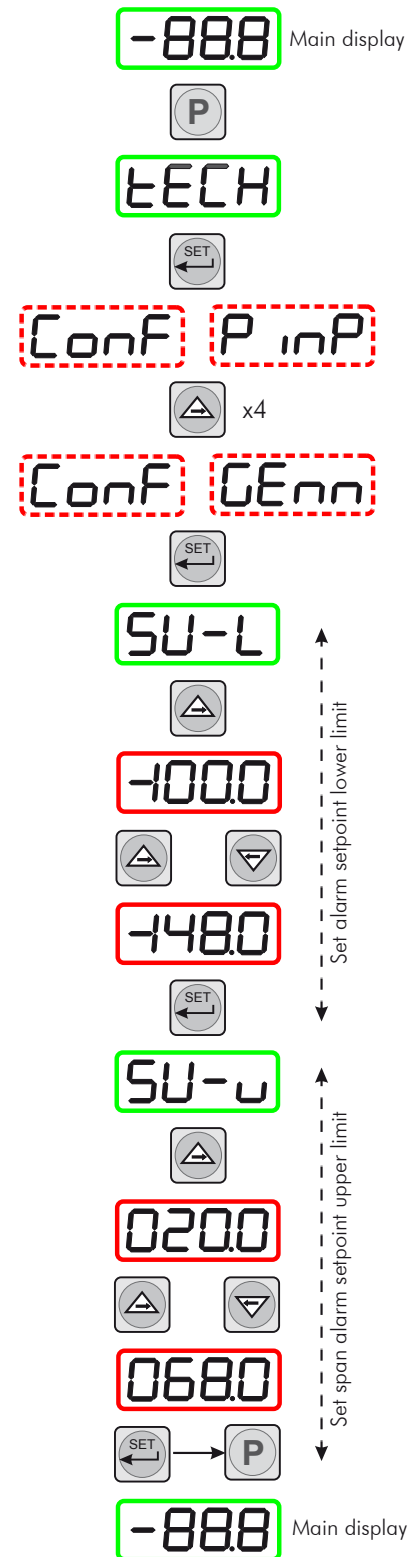 -88.8 Main display
P
tECH
SET
ConF P inP
x4
ConF GEnn
SET
SU-L
-100.0
-148.0
SET
Set alarm setpoint lower limit
SU-u
020.0
068.0
SET P
Set span alarm setpoint upper limit
-88.8 Main display